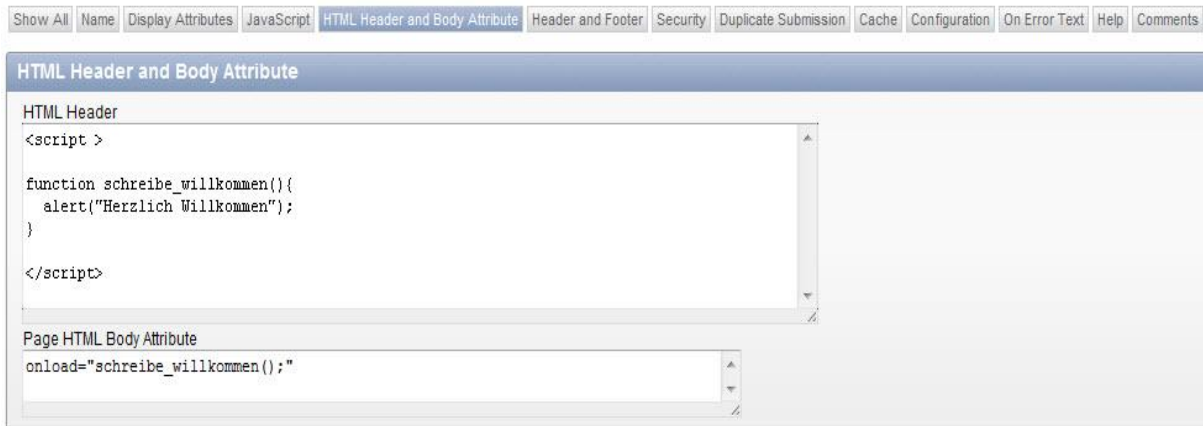 Show All Name Display Attributes JavaScript HTML Header and Body Attribute Header and Footer Security Duplicate Submission Cache Configuration On Error Text Help Comments
HTML Header and Body Attribute
HTML Header
<script >
function schreibe_willkommen(){
alert("Herzlich Willkommen");
}
</script>
Page HTML Body Attribute
onload="schreibe_willkommen();"